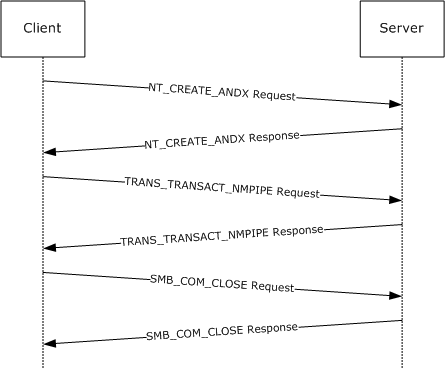 Client
Server
NT_CREATE_ANDX Request
NT_CREATE_ANDX Response
TRANS_TRANSACT_NMPIPE Request
TRANS_TRANSACT_NMPIPE Response
SMB_COM_CLOSE Request
SMB_COM_CLOSE Response